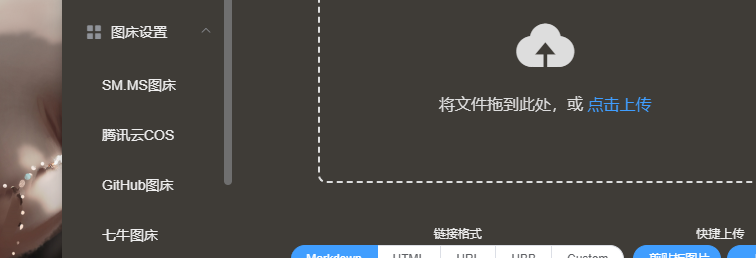 图床设置
SM.MS图床
腾讯云COS
GitHub图床
七牛图床
将文件拖到此处，或 点击上传
链接格式
Markdown HTML URL UBB Custom
快捷上传
剪贴板图片